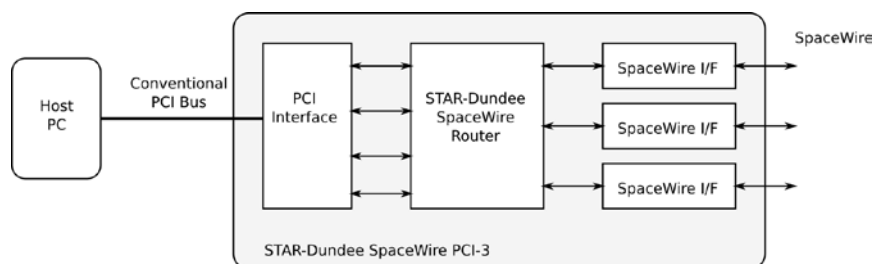 Host
PC
Conventional
PCI Bus
PCI
Interface
STAR-Dundee
SpaceWire
Router
SpaceWire I/F
SpaceWire I/F
SpaceWire I/F
SpaceWire
STAR-Dundee SpaceWire PCI-3